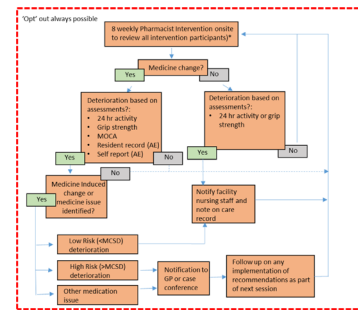 'Opt' out always possible
8 weekly Pharmacist Intervention onsite
to review all intervention participants)*
Medicine change?
Yes
No
Deterioration based on
assessments?:
• 24 hr activity
• Grip strength
• MOCA
• Resident record (AE)
• Self report (AE)
Deterioration based on
assessments?:
• 24 hr activity or grip
strength
Yes
No
Yes
No
Medicine Induced
change or
medicine issue
identified?
Yes
Notify facility
nursing staff and
note on care
record
Low Risk (<MCSD)
deterioration
High Risk (>MCSD)
deterioration
Other medication
issue
Notification to
GP or case
conference
Follow up on any
implementation of
recommendations as part
of next session